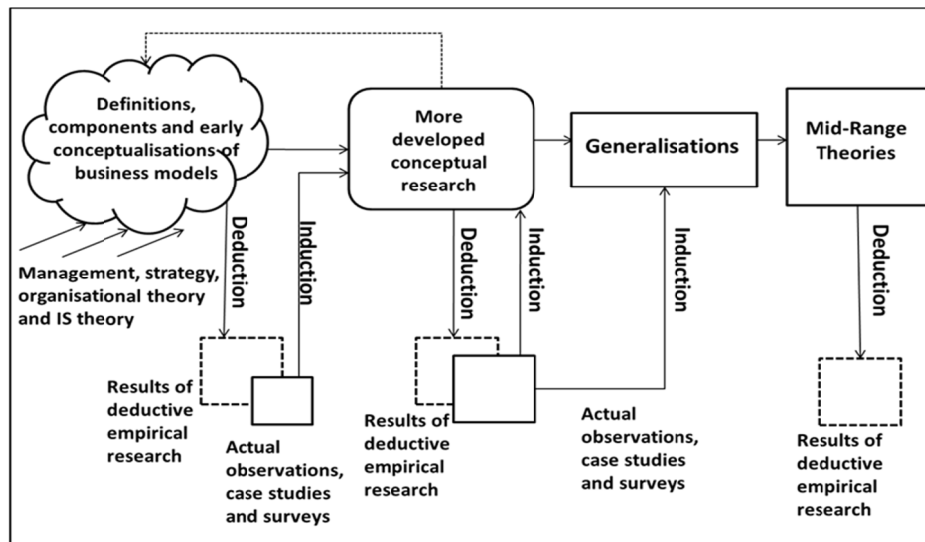 Definitions,
components and early
conceptualisations of
business models
More
developed
conceptual
research
Generalisations
Mid-Range
Theories
Management, strategy,
organisational theory
and IS theory
Deduction
Induction
Deduction
Induction
Induction
Deduction
Results of
deductive
empirical
research
Actual
observations,
case studies
and surveys
Results of
deductive
empirical
research
Actual
observations,
case studies
and surveys
Results of
deductive
empirical
research